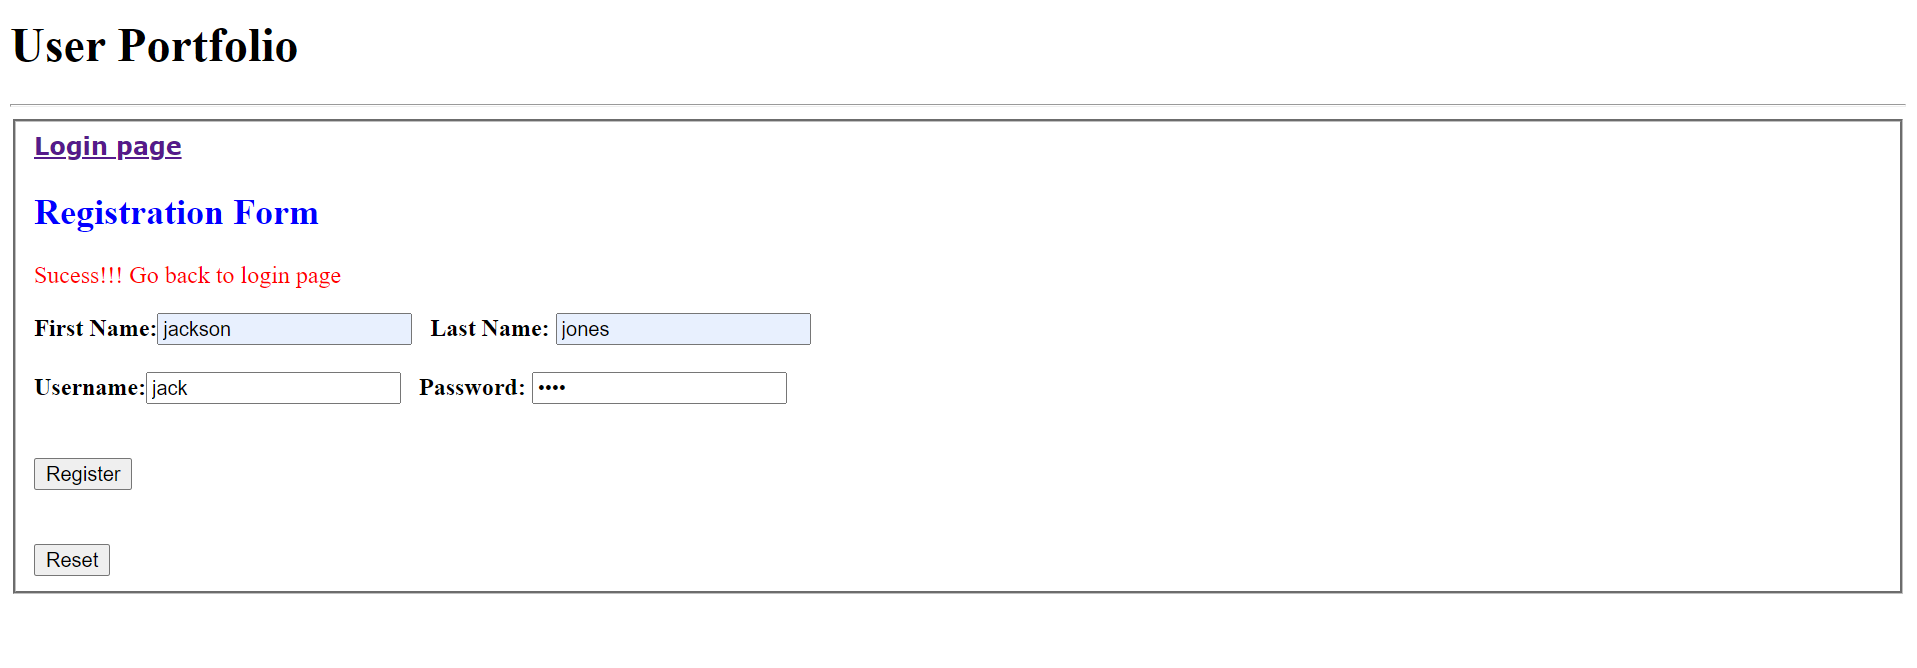 User Portfolio
Login page
Registration Form
Sucess!!! Go back to login page
First Name: jackson Last Name: jones
Username: jack Password: ••••
Register
Reset